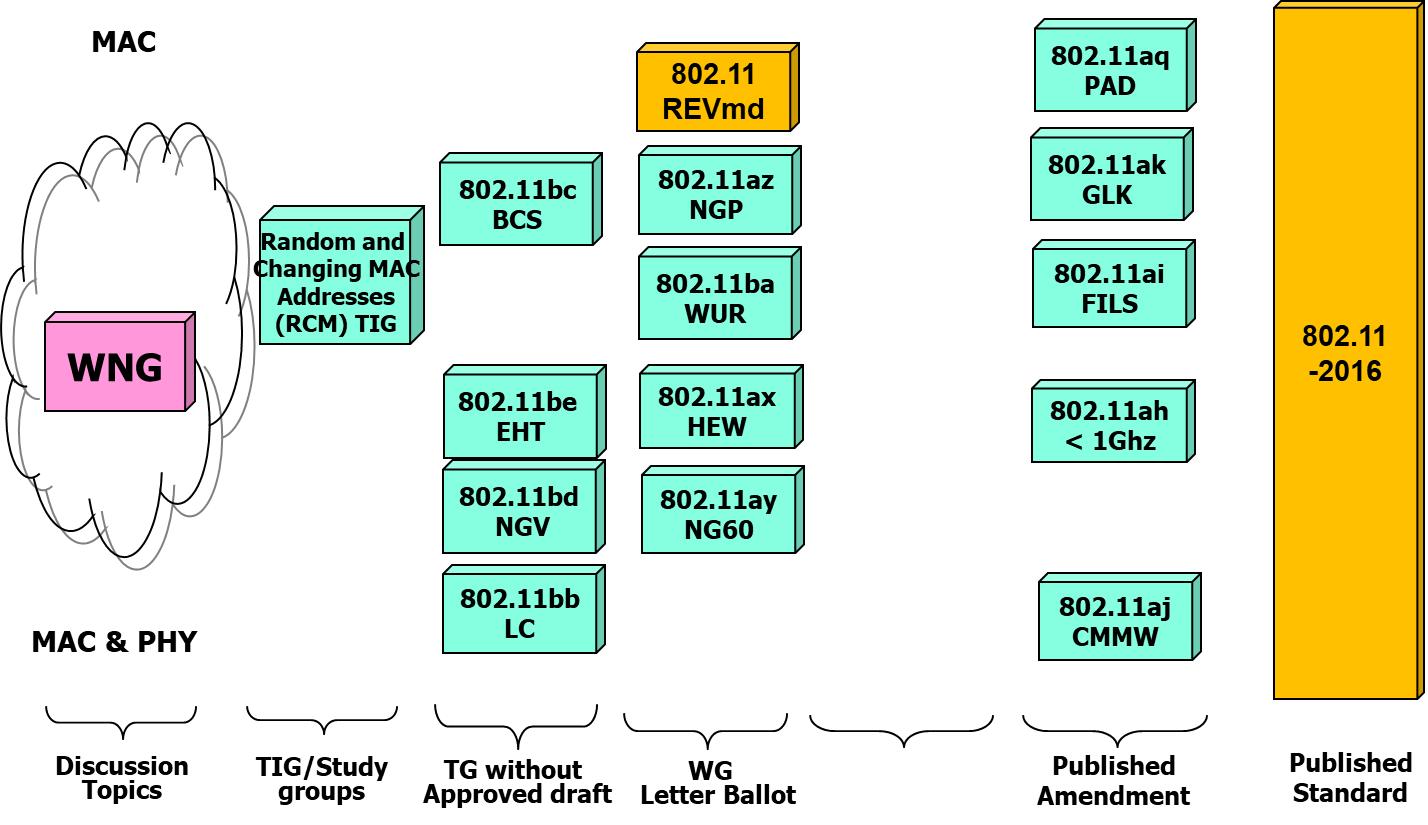 MAC
WNG
MAC & PHY
Random and
Changing MAC
Addresses
(RCM) TIG
802.11bc
BCS
802.11be
EHT
802.11bd
NGV
802.11bb
LC
802.11
REVmd
802.11az
NGP
802.11ba
WUR
802.11ax
HEW
802.11ay
NG60
802.11aq
PAD
802.11ak
GLK
802.11ai
FILS
802.11ah
< 1Ghz
802.11aj
CMMW
802.11
-2016
Discussion
Topics
TIG/Study
groups
TG without
Approved draft
WG
Letter Ballot
Published
Amendment
Published
Standard